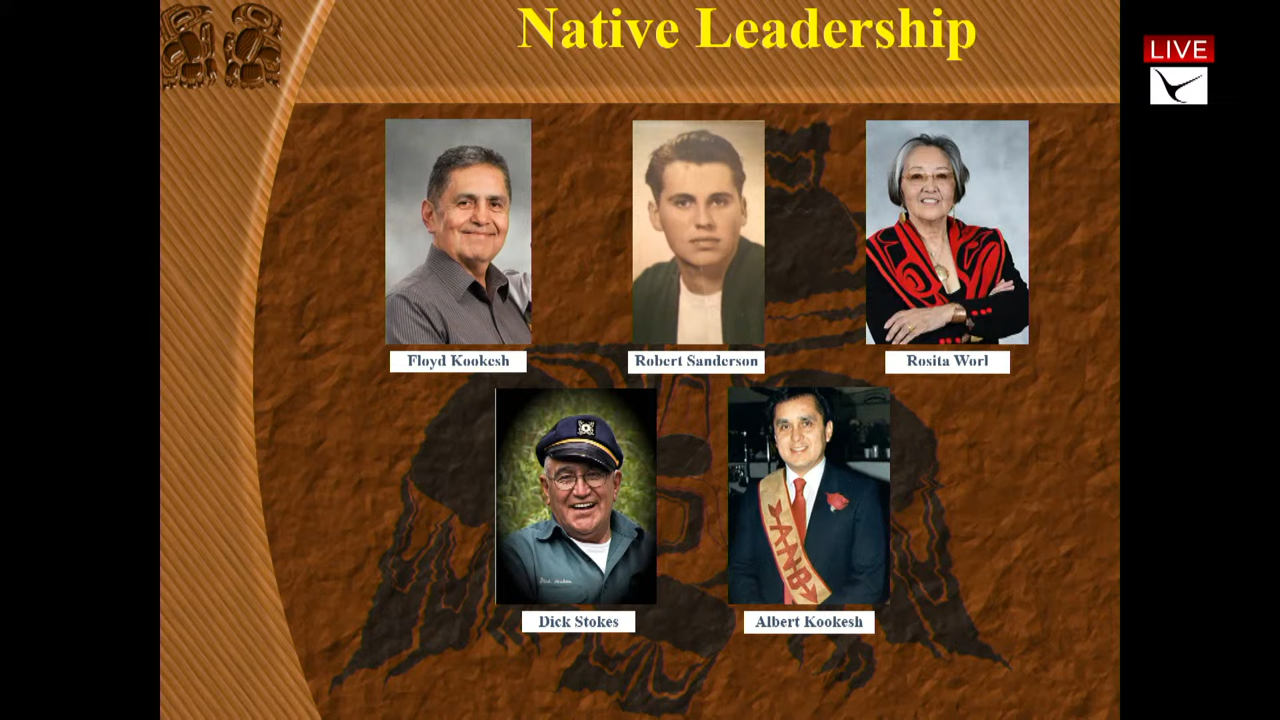 Native Leadership
LIVE
Floyd Kookesh
Robert Sanderson
Rosita Worl
ANB
Dick Stokes
Albert Kookesh